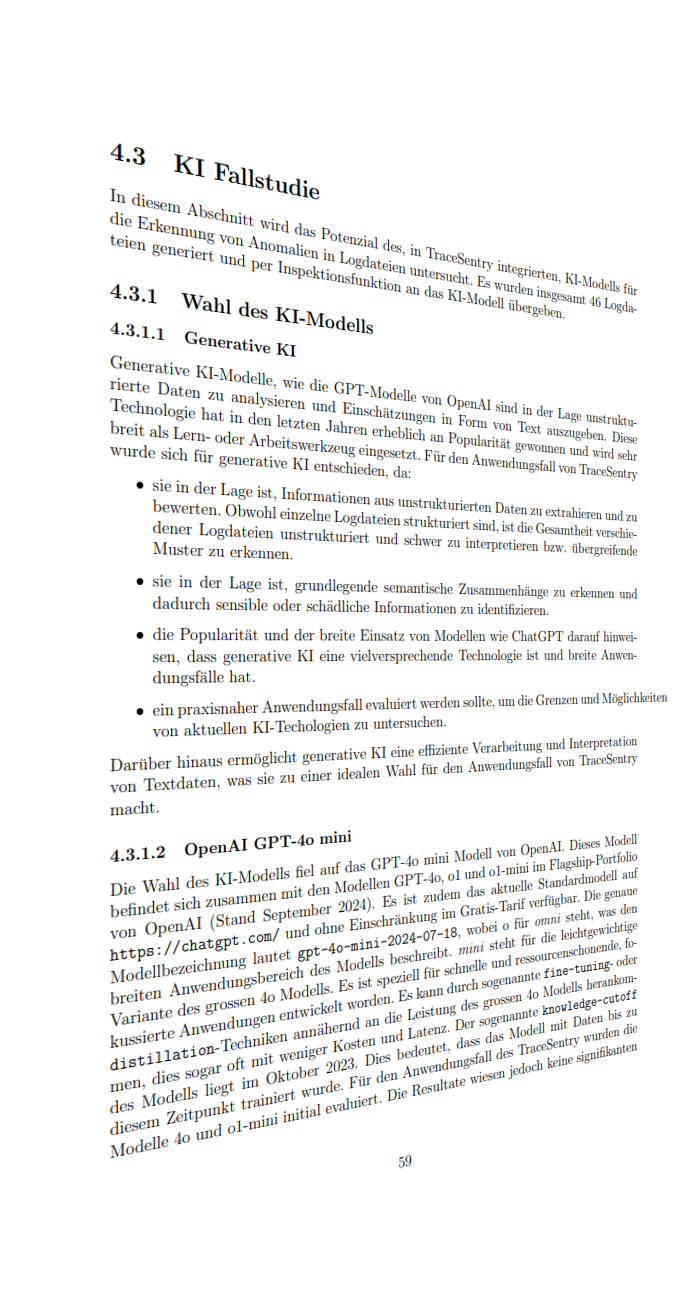 4.3 KI Fallstudie
In diesem Abschnitt wird das Potenzial des, in TraceSentry integrierten, KI-Modells für
die Erkennung von Anomalien in Logdateien untersucht. Es wurden insgesamt 46 Logda-
teien generiert und per Inspektionsfunktion an das KI-Modell übergeben.
4.3.1 Wahl des KI-Modells
4.3.1.1 Generative KI
Generative KI-Modelle, wie die GPT-Modelle von OpenAI sind in der Lage unstruktu-
rierte Daten zu analysieren und Einschätzungen in Form von Text auszugeben. Diese
Technologie hat in den letzten Jahren erheblich an Popularität gewonnen und wird sehr
breit als Lern- oder Arbeitswerkzeug eingesetzt. Für den Anwendungsfall von TraceSentry
wurde sich für generative KI entschieden, da:
• sie in der Lage ist, Informationen aus unstrukturierten Daten zu extrahieren und zu
bewerten. Obwohl einzelne Logdateien strukturiert sind, ist die Gesamtheit verschie-
dener Logdateien unstrukturiert und schwer zu interpretieren bzw. übergreifende
Muster zu erkennen.
• sie in der Lage ist, grundlegende semantische Zusammenhänge zu erkennen und
dadurch sensible oder schädliche Informationen zu identifizieren.
• die Popularität und der breite Einsatz von Modellen wie ChatGPT darauf hinwei-
sen, dass generative KI eine vielversprechende Technologie ist und breite Anwen-
dungsfälle hat.
• ein praxisnaher Anwendungsfall evaluiert werden sollte, um die Grenzen und Möglichkeiten
von aktuellen KI-Techologien zu untersuchen.
Darüber hinaus ermöglicht generative KI eine effiziente Verarbeitung und Interpretation
von Textdaten, was sie zu einer idealen Wahl für den Anwendungsfall von TraceSentry
macht.
4.3.1.2 OpenAI GPT-4o mini
Die Wahl des KI-Modells fiel auf das GPT-4o mini Modell von OpenAI. Dieses Modell
befindet sich zusammen mit den Modellen GPT-4o, o1 und o1-mini im Flagship-Portfolio
von OpenAI (Stand September 2024). Es ist zudem das aktuelle Standardmodell auf
https://chatgpt.com/ und ohne Einschränkung im Gratis-Tarif verfügbar. Die genaue
Modellbezeichnung lautet gpt-4o-mini-2024-07-18, wobei o für omni steht, was den
breiten Anwendungsbereich des Modells beschreibt. mini steht für die leichtgewichtige
Variante des grossen 4o Modells. Es ist speziell für schnelle und ressourcenschonende, fo-
kussierte Anwendungen entwickelt worden. Es kann durch sogenannte fine-tuning- oder
distillation-Techniken annähernd an die Leistung des grossen 4o Modells herankom-
men, dies sogar oft mit weniger Kosten und Latenz. Der sogenannte knowledge-cutoff
des Modells liegt im Oktober 2023. Dies bedeutet, dass das Modell mit Daten bis zu
diesem Zeitpunkt trainiert wurde. Für den Anwendungsfall des TraceSentry wurden die
Modelle 4o und o1-mini initial evaluiert. Die Resultate wiesen jedoch keine signifikanten
59